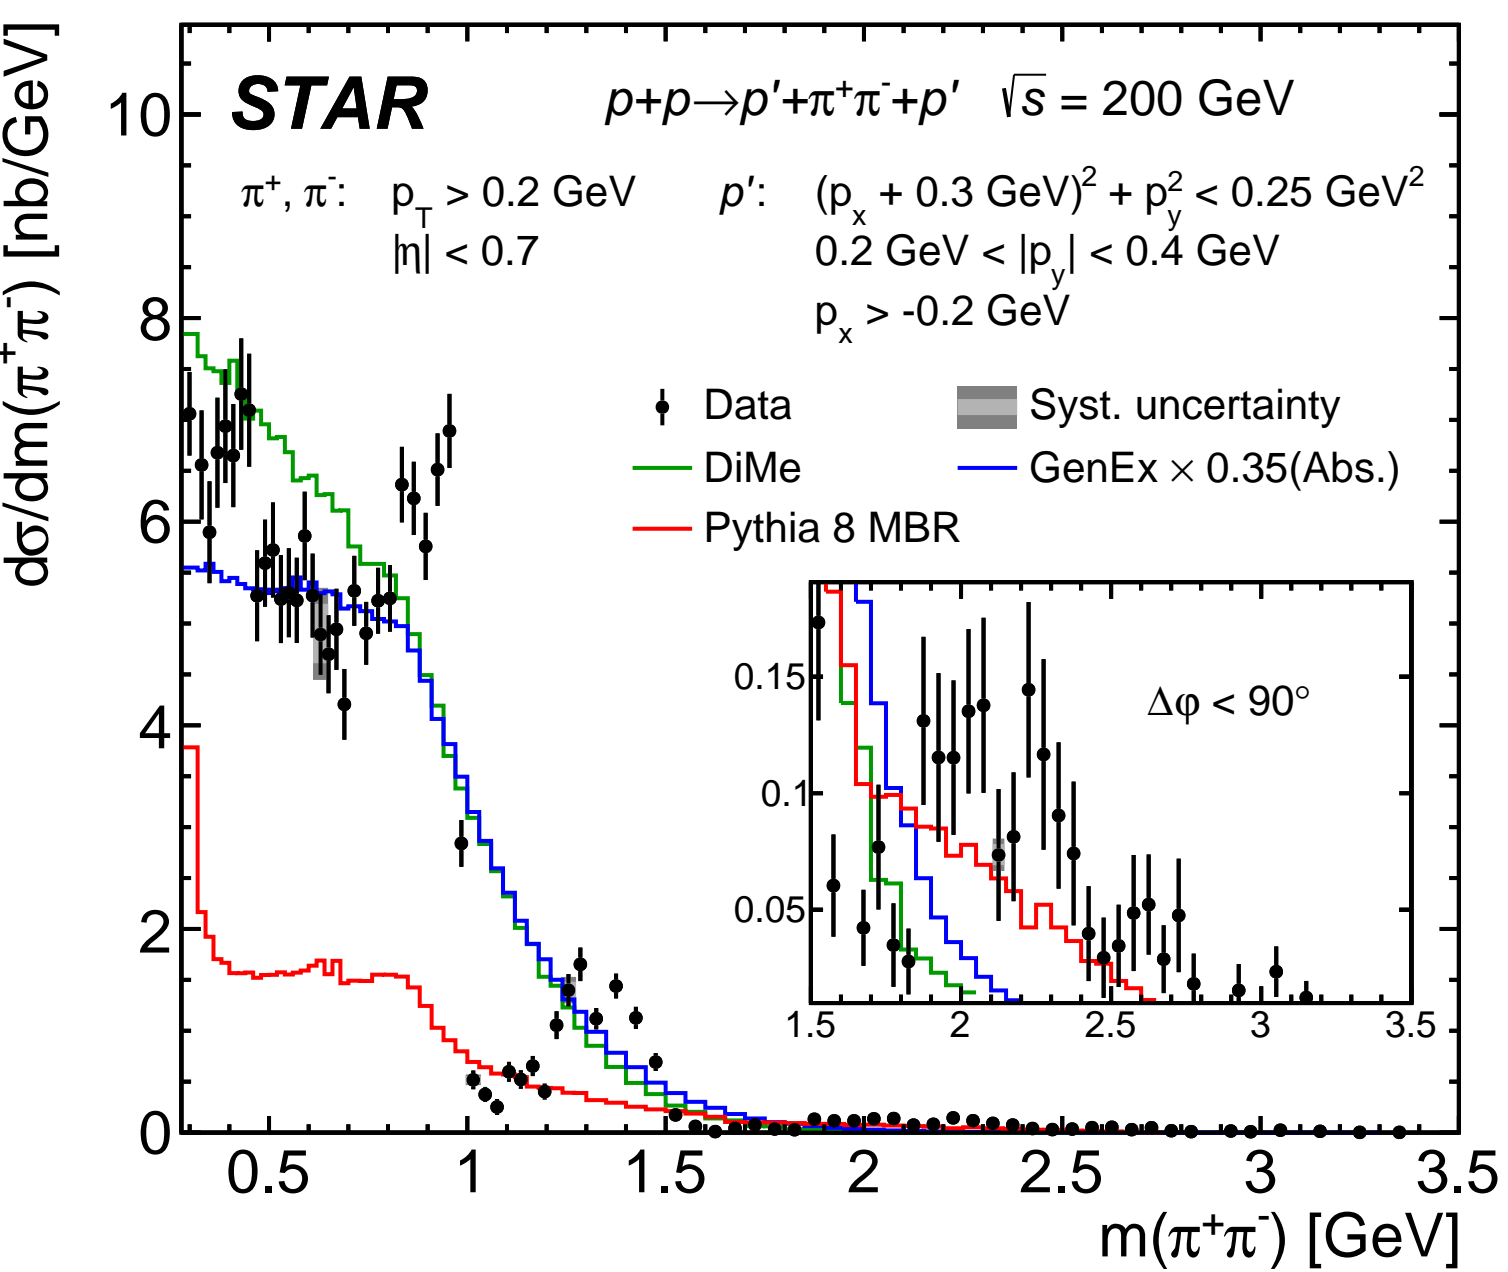 dσ/dm(π⁺π⁻) [nb/GeV]
STAR p+p→p′+π⁺π⁻+p′ √s = 200 GeV
π⁺, π⁻: p_T > 0.2 GeV p′: (p_x + 0.3 GeV)² + p_y² < 0.25 GeV²
|η| < 0.7 0.2 GeV < |p_y| < 0.4 GeV
p_x > -0.2 GeV
Data Syst. uncertainty
DiMe GenEx × 0.35(Abs.)
Pythia 8 MBR
Δφ < 90°
0.15
0.1
0.05
1.5 2 2.5 3 3.5
10
8
6
4
2
0
0.5 1 1.5 2 2.5 3 3.5
m(π⁺π⁻) [GeV]